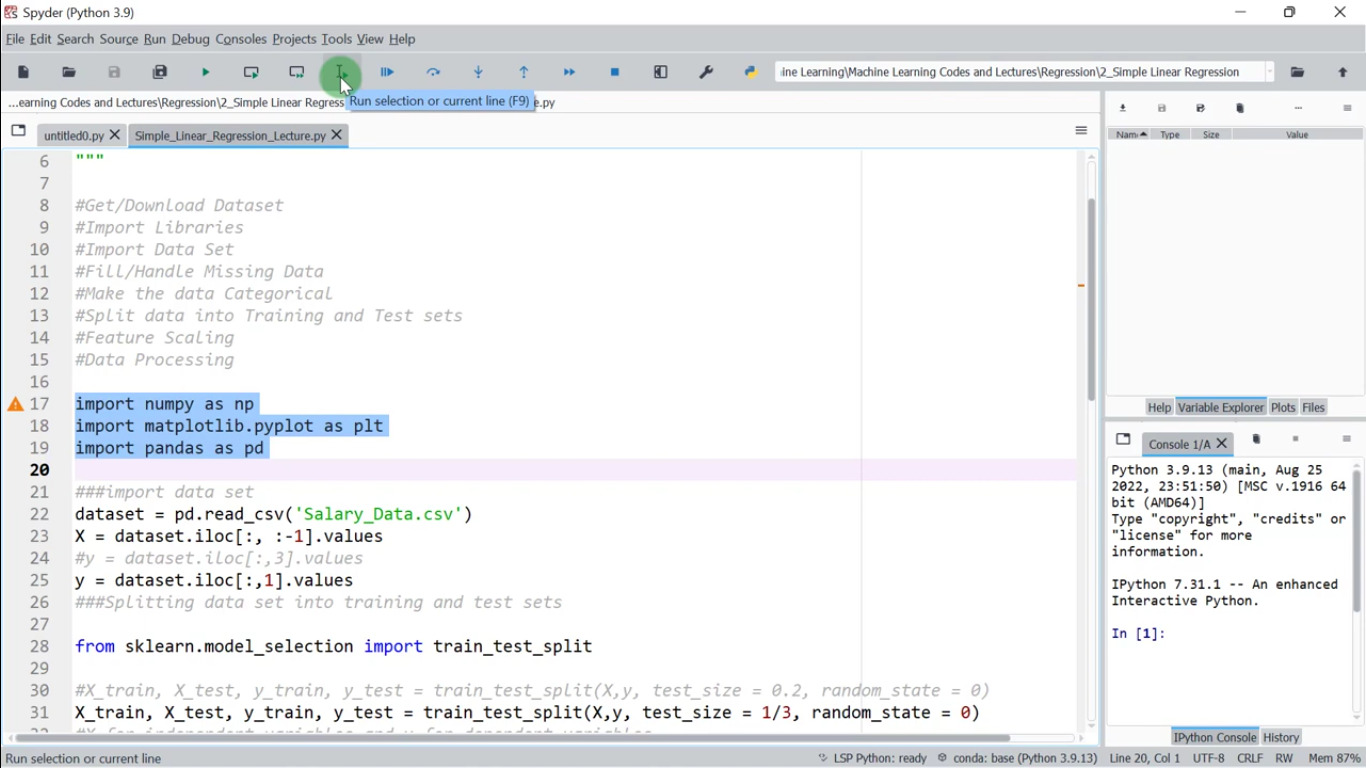 Spyder (Python 3.9)
File Edit Search Source Run Debug Consoles Projects Tools View Help
ine Learning\Machine Learning Codes and Lectures\Regression\2_Simple Linear Regression
...earning Codes and Lectures\Regression\2_Simple Linear Regress
Run selection or current line (F9)
e.py
untitled0.py
Simple_Linear_Regression_Lecture.py
6 """
7
8 #Get/Download Dataset
9 #Import Libraries
10 #Import Data Set
11 #Fill/Handle Missing Data
12 #Make the data Categorical
13 #Split data into Training and Test sets
14 #Feature Scaling
15 #Data Processing
16
17 import numpy as np
18 import matplotlib.pyplot as plt
19 import pandas as pd
20
21 ###import data set
22 dataset = pd.read_csv('Salary_Data.csv')
23 X = dataset.iloc[:, :-1].values
24 #y = dataset.iloc[:,3].values
25 y = dataset.iloc[:,1].values
26 ###Splitting data set into training and test sets
27
28 from sklearn.model_selection import train_test_split
29
30 #X_train, X_test, y_train, y_test = train_test_split(X,y, test_size = 0.2, random_state = 0)
31 X_train, X_test, y_train, y_test = train_test_split(X,y, test_size = 1/3, random_state = 0)
Nam Type Size Value
Help Variable Explorer Plots Files
Console 1/A
Python 3.9.13 (main, Aug 25
2022, 23:51:50) [MSC v.1916 64
bit (AMD64)]
Type "copyright", "credits" or
"license" for more
information.
IPython 7.31.1 -- An enhanced
Interactive Python.
In [1]:
IPython Console History
Run selection or current line
LSP Python: ready conda: base (Python 3.9.13) Line 20, Col 1 UTF-8 CRLF RW Mem 87%